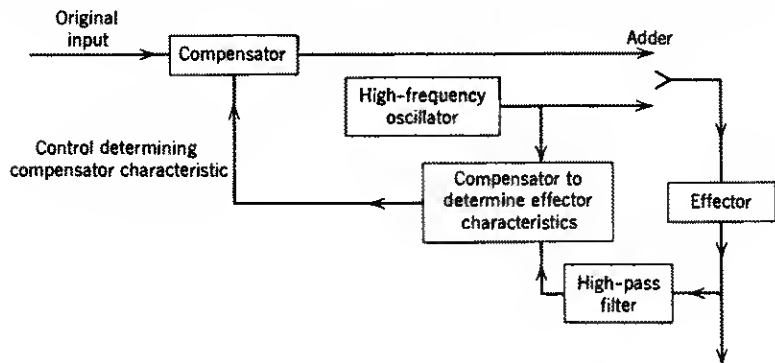 Original
input
Compensator
Adder
High-frequency
oscillator
Control determining
compensator characteristic
Compensator to
determine effector
characteristics
Effector
High-pass
filter